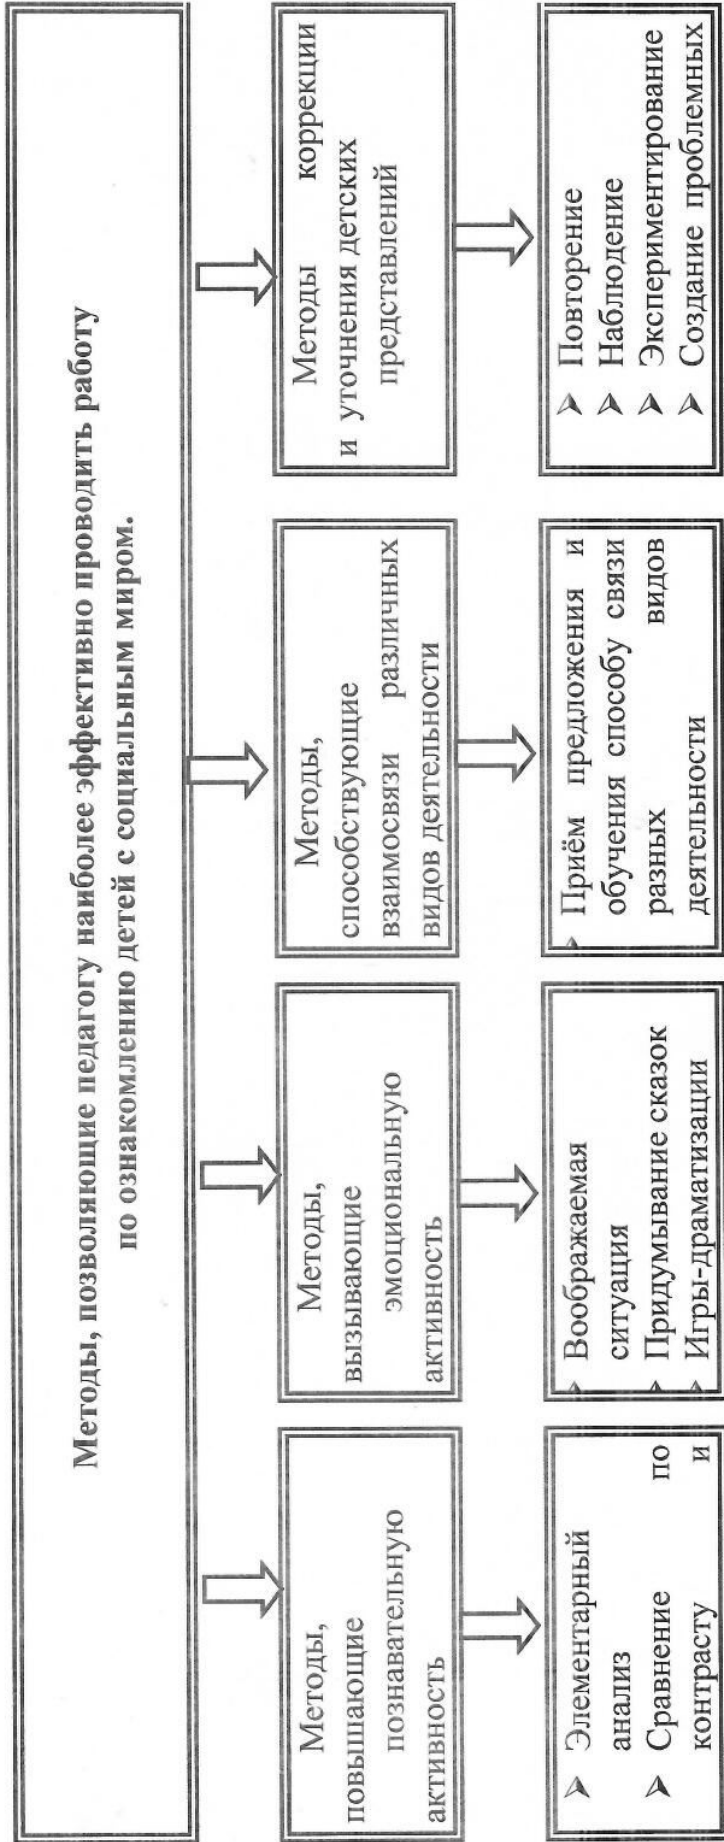 Методы, позволяющие педагогу наиболее эффективно проводить работу
по ознакомлению детей с социальным миром.
Методы,
повышающие
познавательную
активность
Методы,
вызывающие
эмоциональную
активность
Методы,
способствующие
взаимосвязи различных
видов деятельности
Методы коррекции
и уточнения детских
представлений
Элементарный
анализ
Сравнение по
контрасту и
Воображаемая
ситуация
Придумывание сказок
Игры-драматизации
Приём предложения и
обучения способу связи
разных видов
деятельности
Повторение
Наблюдение
Экспериментирование
Создание проблемных